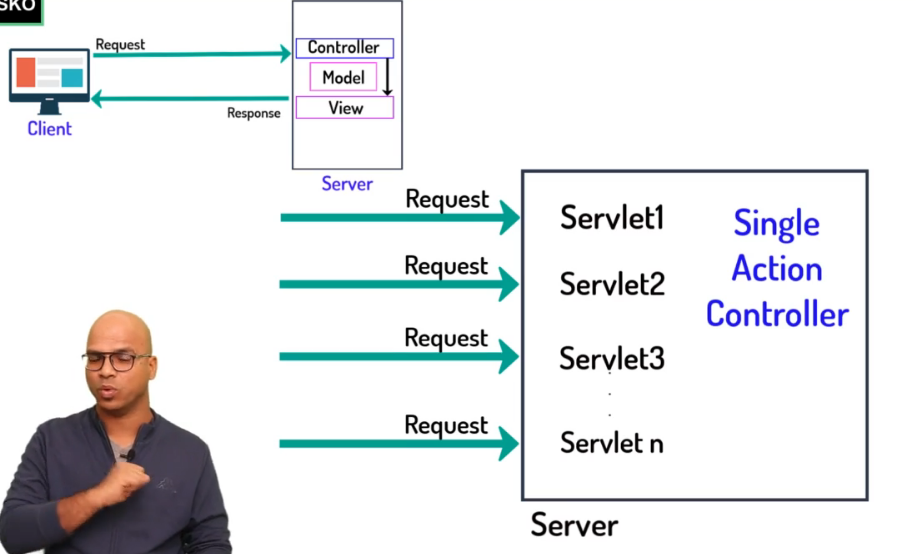 SKO
Request
Controller
Model
View
Response
Client
Server
Request
Servlet1
Single
Action
Controller
Request
Servlet2
Request
Servlet3
Request
Servlet n
Server